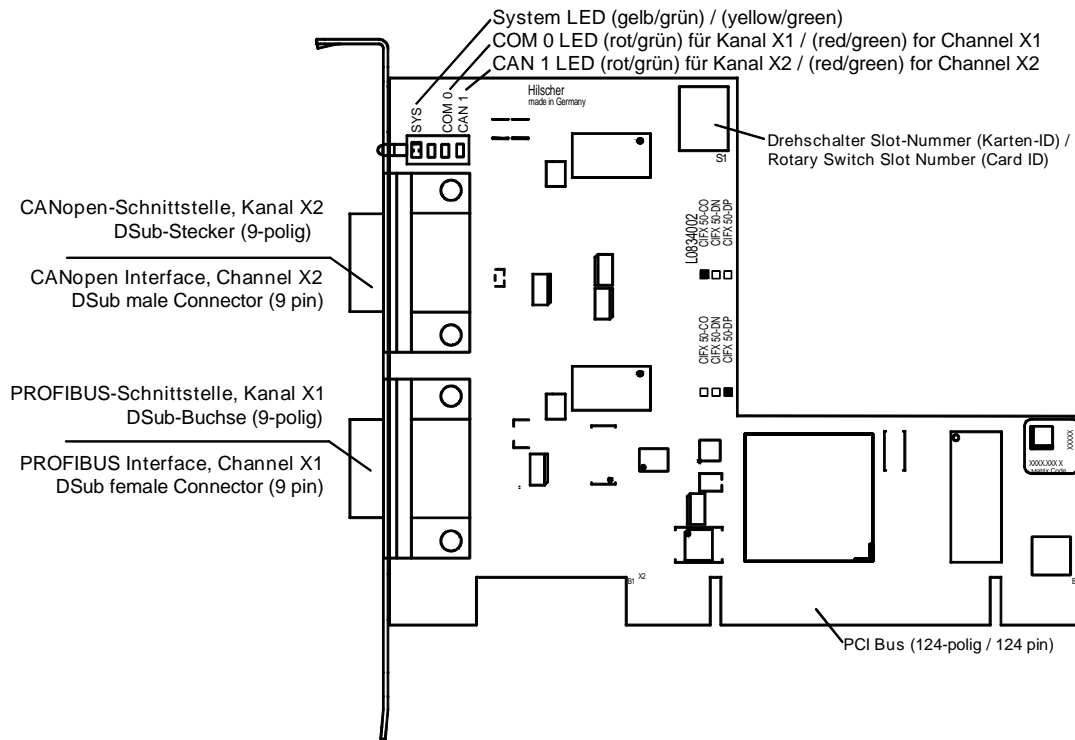 System LED (gelb/grün) / (yellow/green)
COM 0 LED (rot/grün) für Kanal X1 / (red/green) for Channel X1
CAN 1 LED (rot/grün) für Kanal X2 / (red/green) for Channel X2
SYS
COM 0
CAN 1
Hilscher
made in Germany
S1
Drehschalter Slot-Nummer (Karten-ID) /
Rotary Switch Slot Number (Card ID)
CANopen-Schnittstelle, Kanal X2
DSub-Stecker (9-polig)
CANopen Interface, Channel X2
DSub male Connector (9 pin)
L0834002
CIFX 50-CO
CIFX 50-DN
CIFX 50-DP
CIFX 50-CO
CIFX 50-DN
CIFX 50-DP
PROFIBUS-Schnittstelle, Kanal X1
DSub-Buchse (9-polig)
PROFIBUS Interface, Channel X1
DSub female Connector (9 pin)
XXXXX
XXXX.XXX X
Matrix Code
B1
X2
B
PCI Bus (124-polig / 124 pin)